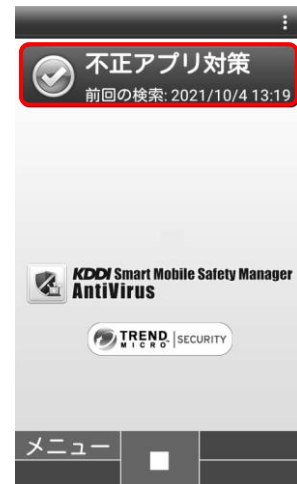 不正アプリ対策
前回の検索: 2021/10/4 13:19
KDDI Smart Mobile Safety Manager
AntiVirus
TREND MICRO | SECURITY
メニュー